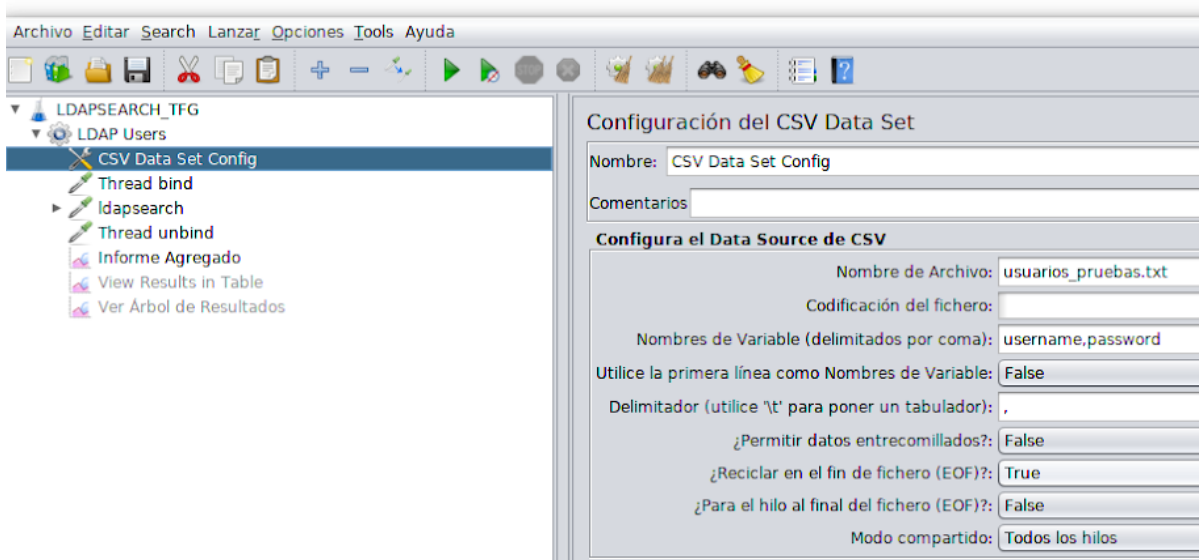 Archivo Editar Search Lanzar Opciones Tools Ayuda
LDAPSEARCH_TFG
LDAP Users
CSV Data Set Config
Thread bind
ldapsearch
Thread unbind
Informe Agregado
View Results in Table
Ver Árbol de Resultados
Configuración del CSV Data Set
Nombre: CSV Data Set Config
Comentarios
Configura el Data Source de CSV
Nombre de Archivo: usuarios_pruebas.txt
Codificación del fichero:
Nombres de Variable (delimitados por coma): username,password
Utilice la primera línea como Nombres de Variable: False
Delimitador (utilice '\t' para poner un tabulador): ,
¿Permitir datos entrecomillados?: False
¿Reciclar en el fin de fichero (EOF)?: True
¿Para el hilo al final del fichero (EOF)?: False
Modo compartido: Todos los hilos